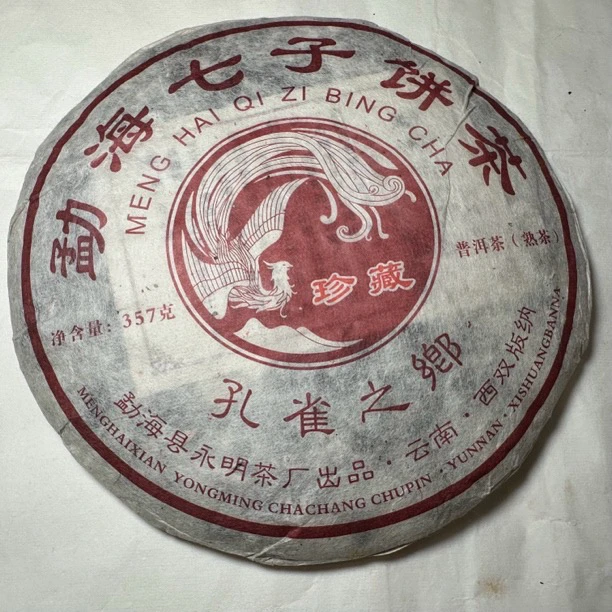 勐海七子饼茶
MENG HAI QI ZI BING CHA
普洱茶（熟茶）
珍藏
净含量：357克
孔雀之鄉
勐海县永明茶厂出品·云南·西双版纳
MENGHAIXIAN YONGMING CHACHANG CHUPIN · YUNNAN · XISHUANGBANNA